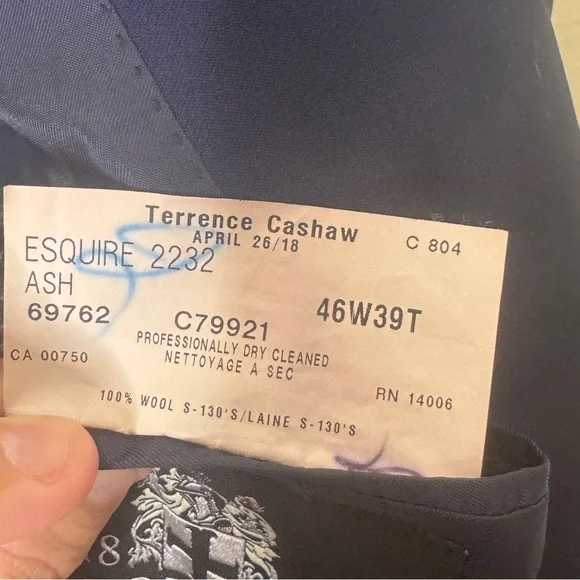 Terrence Cashaw
APRIL 26/18
C 804
ESQUIRE 2232
ASH
69762
C79921
46W39T
PROFESSIONALLY DRY CLEANED
NETTOYAGE A SEC
CA 00750
RN 14006
100% WOOL S-130'S/LAINE S-130'S
8